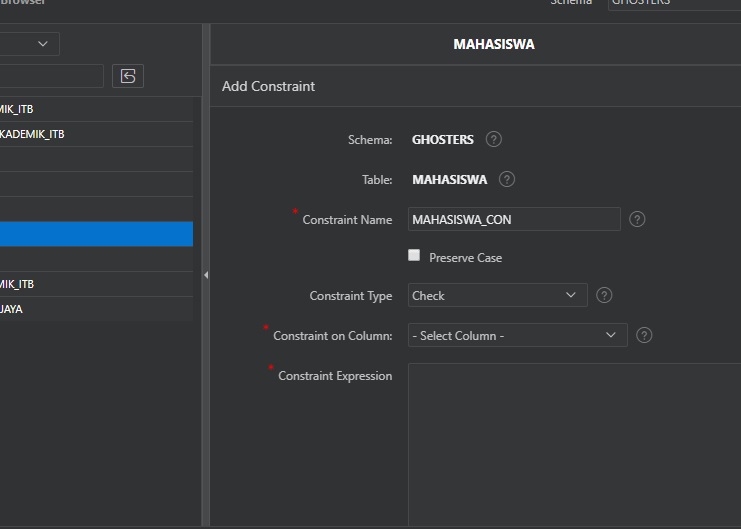 Browser
Schema GHOSTERS
MAHASISWA
Add Constraint
MIK_ITB
KADEMIK_ITB
MIK_ITB
JAYA
Schema: GHOSTERS ?
Table: MAHASISWA ?
* Constraint Name MAHASISWA_CON ?
Preserve Case
Constraint Type Check ?
* Constraint on Column: - Select Column - ?
* Constraint Expression